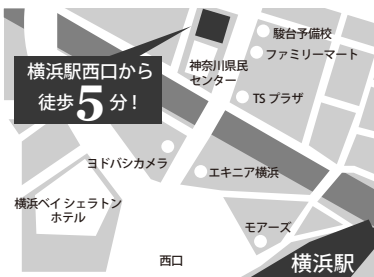 駿台予備校
ファミリーマート
横浜駅西口から
徒歩5分!
神奈川県民
センター
TSプラザ
ヨドバシカメラ
エキニア横浜
横浜ベイシェラトン
ホテル
モアーズ
西口
横浜駅